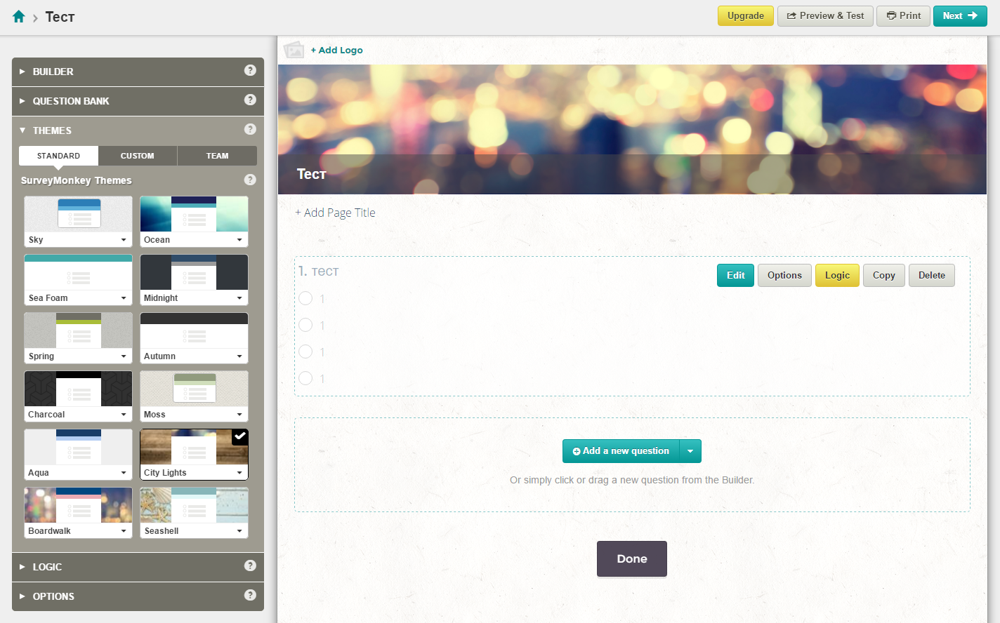 Тест
Upgrade
Preview & Test
Print
Next
BUILDER
QUESTION BANK
THEMES
STANDARD
CUSTOM
TEAM
SurveyMonkey Themes
Sky
Ocean
Sea Foam
Midnight
Spring
Autumn
Charcoal
Moss
Aqua
City Lights
Boardwalk
Seashell
LOGIC
OPTIONS
+ Add Logo
Тест
+ Add Page Title
1. тест
Edit
Options
Logic
Copy
Delete
1
1
1
1
Add a new question
Or simply click or drag a new question from the Builder.
Done